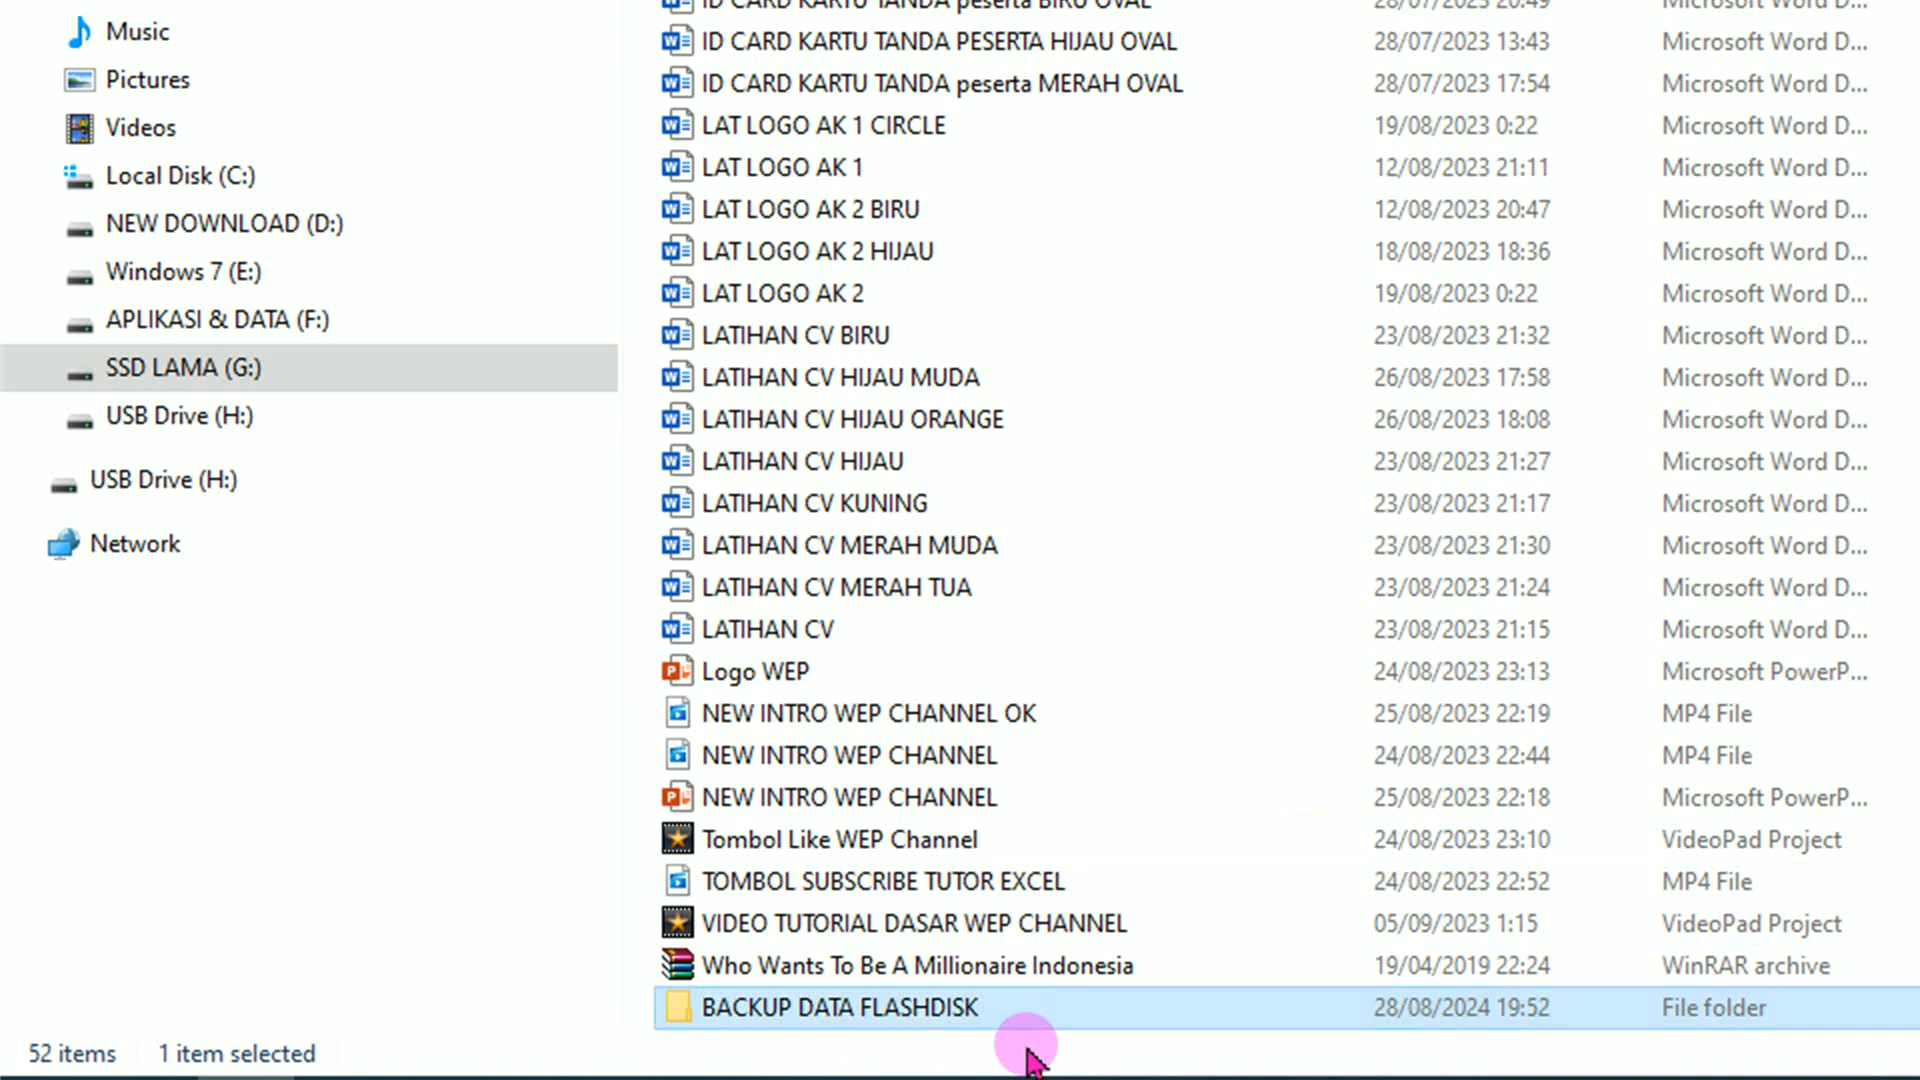 Music
Pictures
Videos
Local Disk (C:)
NEW DOWNLOAD (D:)
Windows 7 (E:)
APLIKASI & DATA (F:)
SSD LAMA (G:)
USB Drive (H:)
USB Drive (H:)
Network
ID CARD KARTU TANDA peserta BIRU OVAL 28/07/2023 20:49 Microsoft Word D...
ID CARD KARTU TANDA PESERTA HIJAU OVAL 28/07/2023 13:43 Microsoft Word D...
ID CARD KARTU TANDA peserta MERAH OVAL 28/07/2023 17:54 Microsoft Word D...
LAT LOGO AK 1 CIRCLE 19/08/2023 0:22 Microsoft Word D...
LAT LOGO AK 1 12/08/2023 21:11 Microsoft Word D...
LAT LOGO AK 2 BIRU 12/08/2023 20:47 Microsoft Word D...
LAT LOGO AK 2 HIJAU 18/08/2023 18:36 Microsoft Word D...
LAT LOGO AK 2 19/08/2023 0:22 Microsoft Word D...
LATIHAN CV BIRU 23/08/2023 21:32 Microsoft Word D...
LATIHAN CV HIJAU MUDA 26/08/2023 17:58 Microsoft Word D...
LATIHAN CV HIJAU ORANGE 26/08/2023 18:08 Microsoft Word D...
LATIHAN CV HIJAU 23/08/2023 21:27 Microsoft Word D...
LATIHAN CV KUNING 23/08/2023 21:17 Microsoft Word D...
LATIHAN CV MERAH MUDA 23/08/2023 21:30 Microsoft Word D...
LATIHAN CV MERAH TUA 23/08/2023 21:24 Microsoft Word D...
LATIHAN CV 23/08/2023 21:15 Microsoft Word D...
Logo WEP 24/08/2023 23:13 Microsoft PowerP...
NEW INTRO WEP CHANNEL OK 25/08/2023 22:19 MP4 File
NEW INTRO WEP CHANNEL 24/08/2023 22:44 MP4 File
NEW INTRO WEP CHANNEL 25/08/2023 22:18 Microsoft PowerP...
Tombol Like WEP Channel 24/08/2023 23:10 VideoPad Project
TOMBOL SUBSCRIBE TUTOR EXCEL 24/08/2023 22:52 MP4 File
VIDEO TUTORIAL DASAR WEP CHANNEL 05/09/2023 1:15 VideoPad Project
Who Wants To Be A Millionaire Indonesia 19/04/2019 22:24 WinRAR archive
BACKUP DATA FLASHDISK 28/08/2024 19:52 File folder
52 items 1 item selected